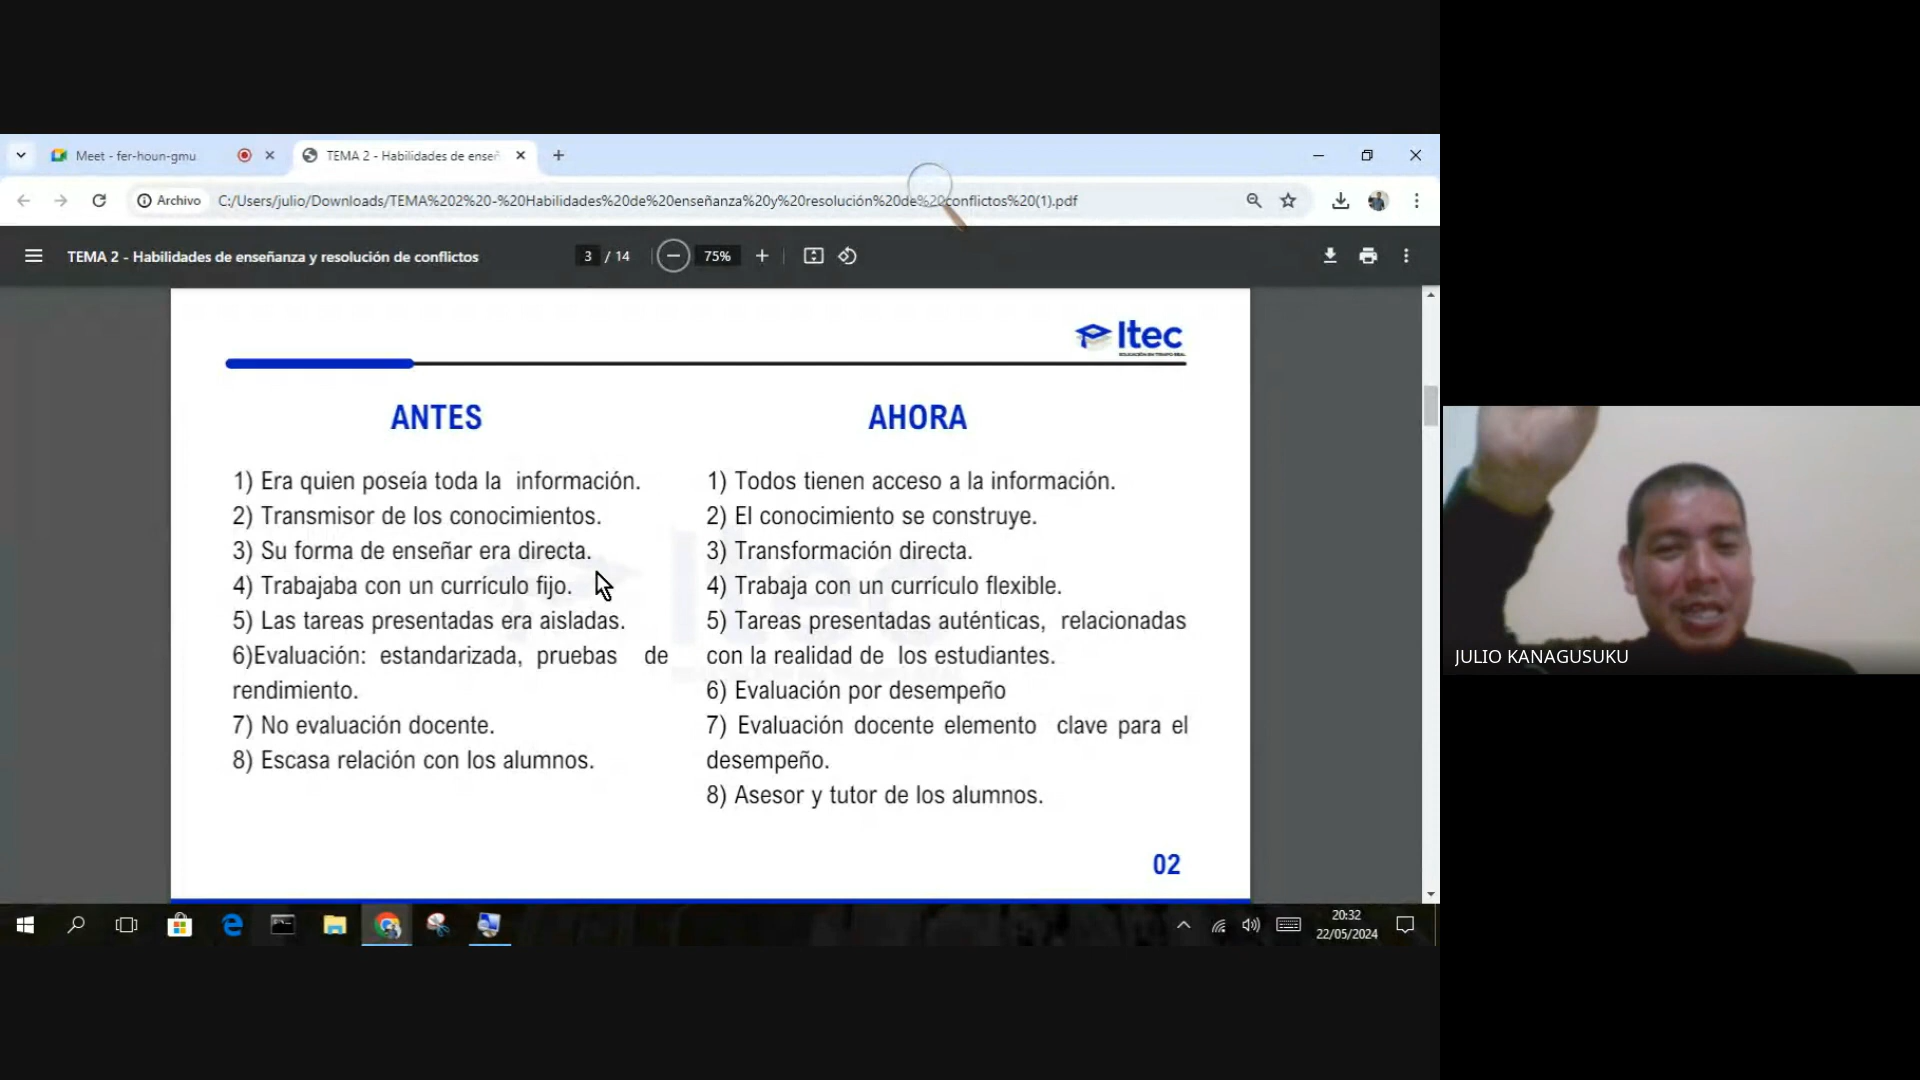 Meet - fer-houn-gmu
TEMA 2 - Habilidades de enseñ
Archivo
C:/Users/julio/Downloads/TEMA%202%20-%20Habilidades%20de%20enseñanza%20y%20resolución%20de%20conflictos%20(1).pdf
TEMA 2 - Habilidades de enseñanza y resolución de conflictos
3 / 14
75%
Itec
EDUCACIÓN EN TIEMPO REAL
ANTES
1) Era quien poseía toda la información.
2) Transmisor de los conocimientos.
3) Su forma de enseñar era directa.
4) Trabajaba con un currículo fijo.
5) Las tareas presentadas era aisladas.
6)Evaluación: estandarizada, pruebas de
rendimiento.
7) No evaluación docente.
8) Escasa relación con los alumnos.
AHORA
1) Todos tienen acceso a la información.
2) El conocimiento se construye.
3) Transformación directa.
4) Trabaja con un currículo flexible.
5) Tareas presentadas auténticas, relacionadas
con la realidad de los estudiantes.
6) Evaluación por desempeño
7) Evaluación docente elemento clave para el
desempeño.
8) Asesor y tutor de los alumnos.
02
Itec
JULIO KANAGUSUKU
20:32
22/05/2024